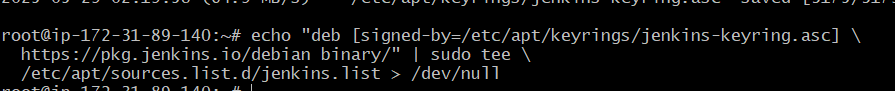 root@ip-172-31-89-140:~# echo "deb [signed-by=/etc/apt/keyrings/jenkins-keyring.asc] \
  https://pkg.jenkins.io/debian binary/" | sudo tee \
  /etc/apt/sources.list.d/jenkins.list > /dev/null
root@ip-172-31-89-140:~#